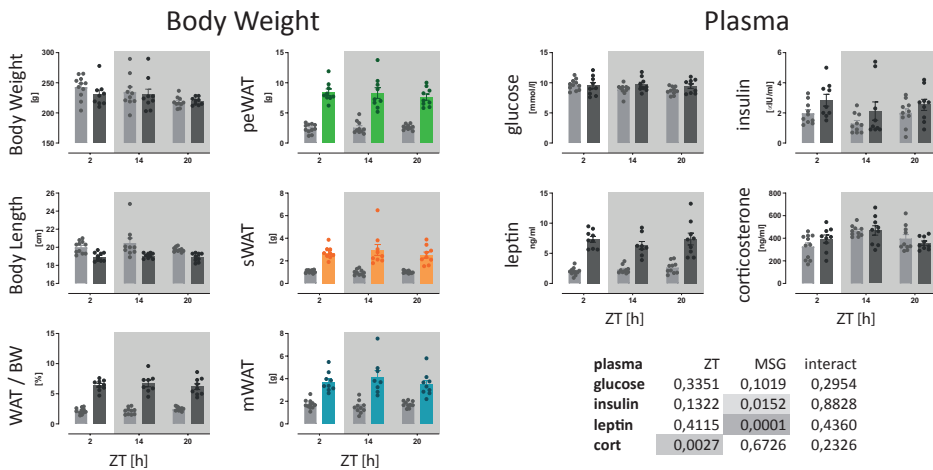 Body Weight
Plasma
Body Weight
[g]
300
250
200
150
2
14
20
peWAT
[g]
15
10
5
0
2
14
20
glucose
[mmol/l]
15
10
5
0
2
14
20
insulin
6
4
2
0
2
14
20
Body Length
[cm]
26
24
22
20
18
16
2
14
20
sWAT
[g]
8
6
4
2
0
2
14
20
leptin
ng/ml
15
10
5
0
2
14
20
ZT [h]
corticosterone
[ng/ml]
800
600
400
200
0
2
14
20
ZT [h]
WAT / BW
[%]
15
10
5
0
2
14
20
ZT [h]
mWAT
[g]
8
6
4
2
0
2
14
20
ZT [h]
plasma ZT MSG interact
glucose 0,3351 0,1019 0,2954
insulin 0,1322 0,0152 0,8828
leptin 0,4115 0,0001 0,4360
cort 0,0027 0,6726 0,2326